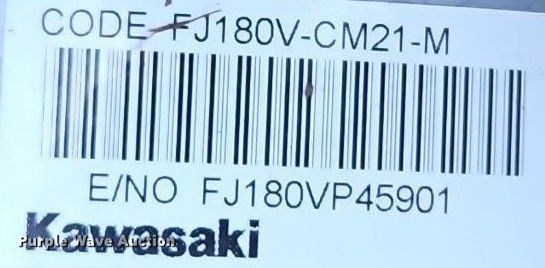 CODE FJ180V-CM21-M
E/NO FJ180VP45901
Kawasaki
Purple Wave Auction